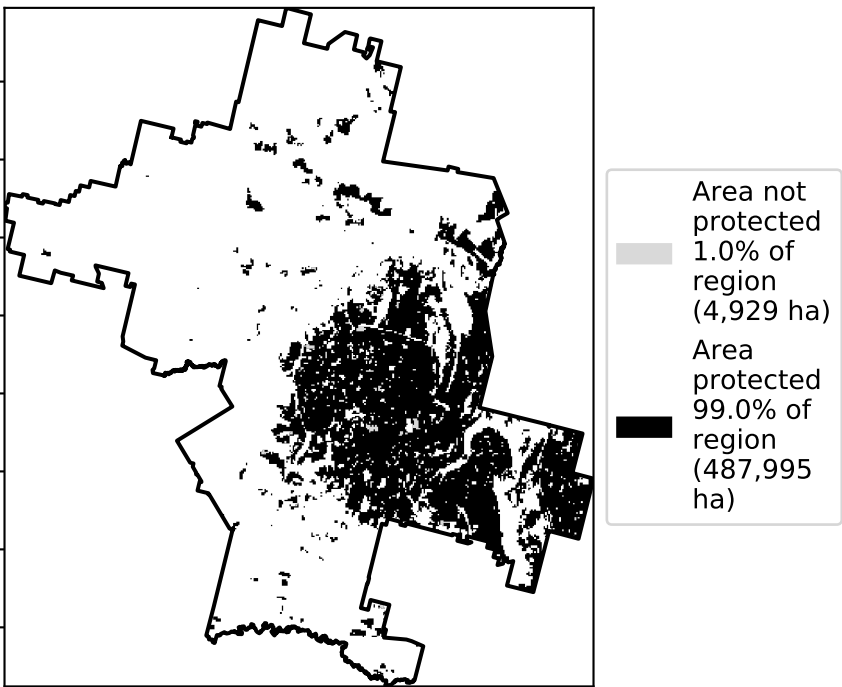 Area not
protected
1.0% of
region
(4,929 ha)
Area
protected
99.0% of
region
(487,995
ha)